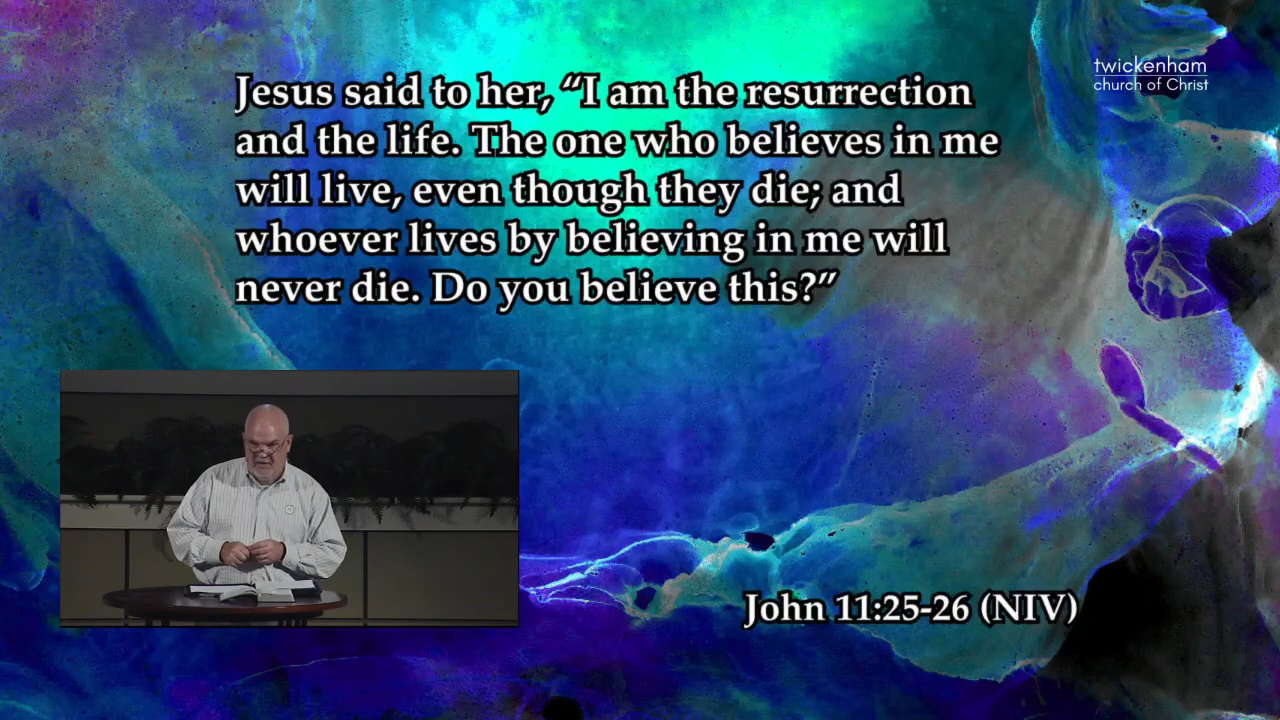 twickenham
church of Christ
Jesus said to her, “I am the resurrection
and the life. The one who believes in me
will live, even though they die; and
whoever lives by believing in me will
never die. Do you believe this?”
John 11:25-26 (NIV)